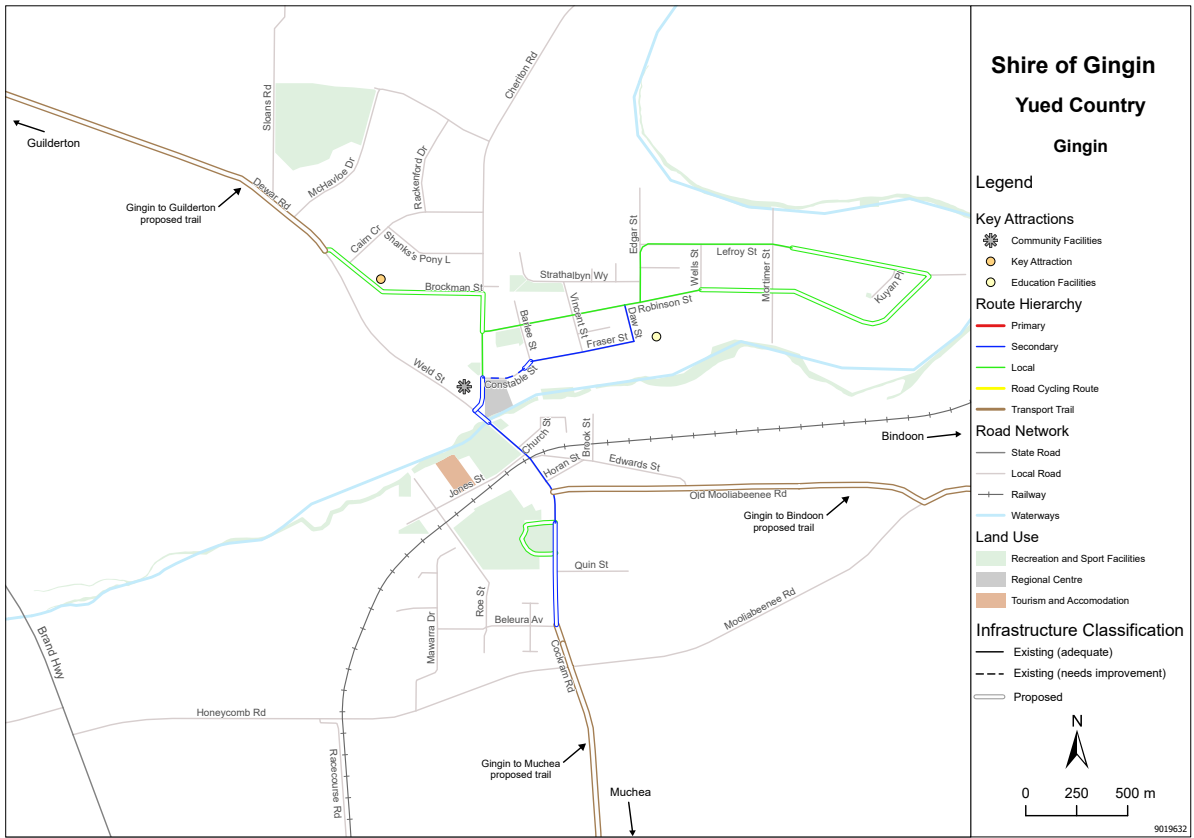 Shire of Gingin
Yued Country
Gingin
Legend
Key Attractions
Community Facilities
Key Attraction
Education Facilities
Route Hierarchy
Primary
Secondary
Local
Road Cycling Route
Transport Trail
Road Network
State Road
Local Road
Railway
Waterways
Land Use
Recreation and Sport Facilities
Regional Centre
Tourism and Accomodation
Infrastructure Classification
Existing (adequate)
Existing (needs improvement)
Proposed
N
0 250 500 m
9019632
Guilderton
Sloans Rd
Cheriton Rd
McHavloe Dr
Rackenford Dr
Dewar Rd
Gingin to Guilderton
proposed trail
Cairn Cr
Shanks's Pony L
Brockman St
Strathalbyn Wy
Edgar St
Wells St
Lefroy St
Mortimer St
Kuyan Pl
Robinson St
Vincent St
Barlee St
Daw St
Fraser St
Constable St
Weld St
Church St
Brook St
Horan St
Edwards St
Jones St
Bindoon
Old Mooliabeenee Rd
Gingin to Bindoon
proposed trail
Quin St
Roe St
Beleura Av
Mawarra Dr
Mooliabeenee Rd
Cockram Rd
Brand Hwy
Honeycomb Rd
Racecourse Rd
Gingin to Muchea
proposed trail
Muchea